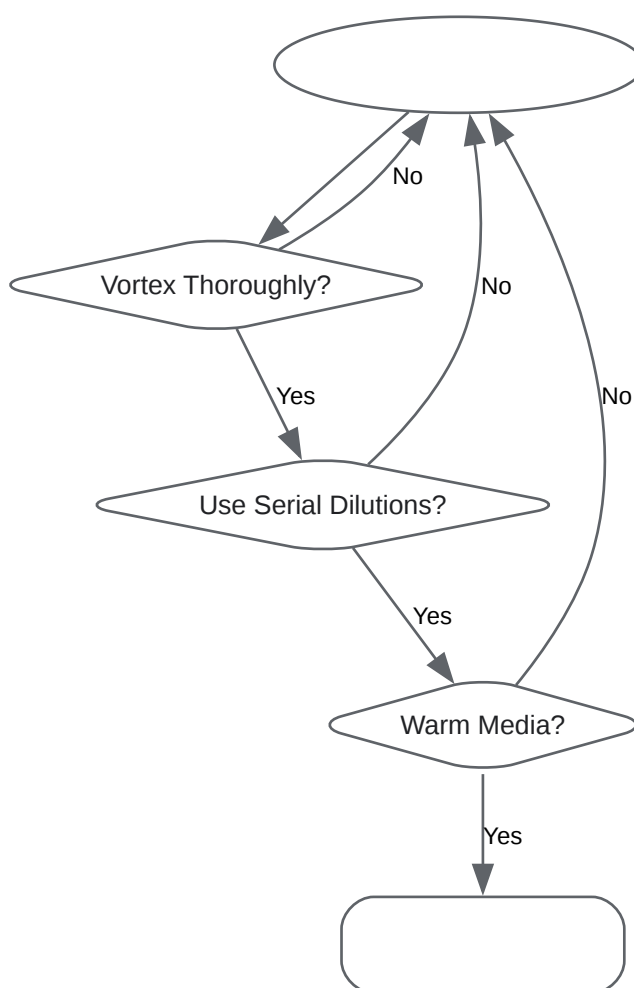 No
Vortex Thoroughly?
No
Yes
No
Use Serial Dilutions?
Yes
Warm Media?
Yes